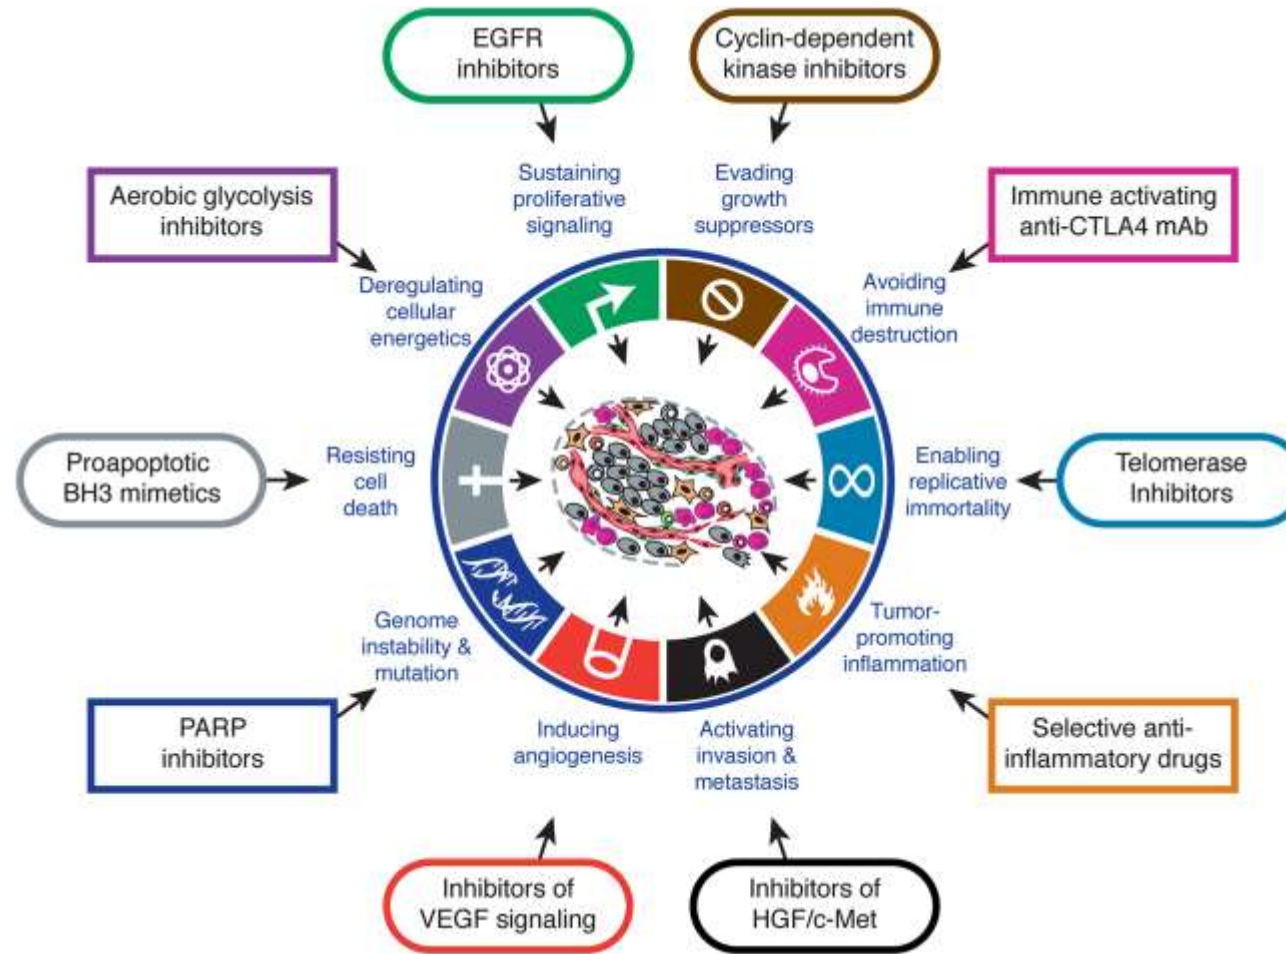 EGFR
inhibitors
Cyclin-dependent
kinase inhibitors
Sustaining
proliferative
signaling
Evading
growth
suppressors
Aerobic glycolysis
inhibitors
Immune activating
anti-CTLA4 mAb
Deregulating
cellular
energetics
Avoiding
immune
destruction
Proapoptotic
BH3 mimetics
Resisting
cell
death
Enabling
replicative
immortality
Telomerase
Inhibitors
Genome
instability &
mutation
Tumor-
promoting
inflammation
PARP
inhibitors
Inducing
angiogenesis
Activating
invasion &
metastasis
Selective anti-
inflammatory drugs
Inhibitors of
VEGF signaling
Inhibitors of
HGF/c-Met